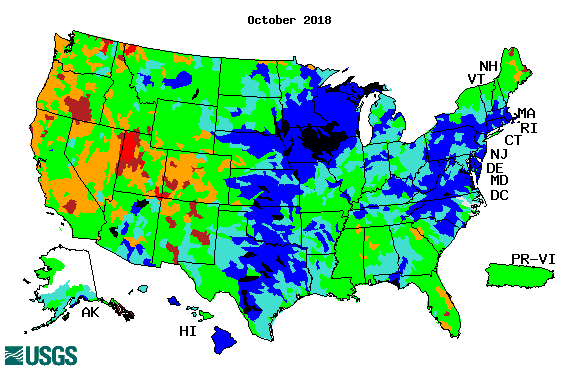 October 2018
NH
VT
MA
RI
CT
NJ
DE
MD
DC
PR-VI
AK
HI
USGS